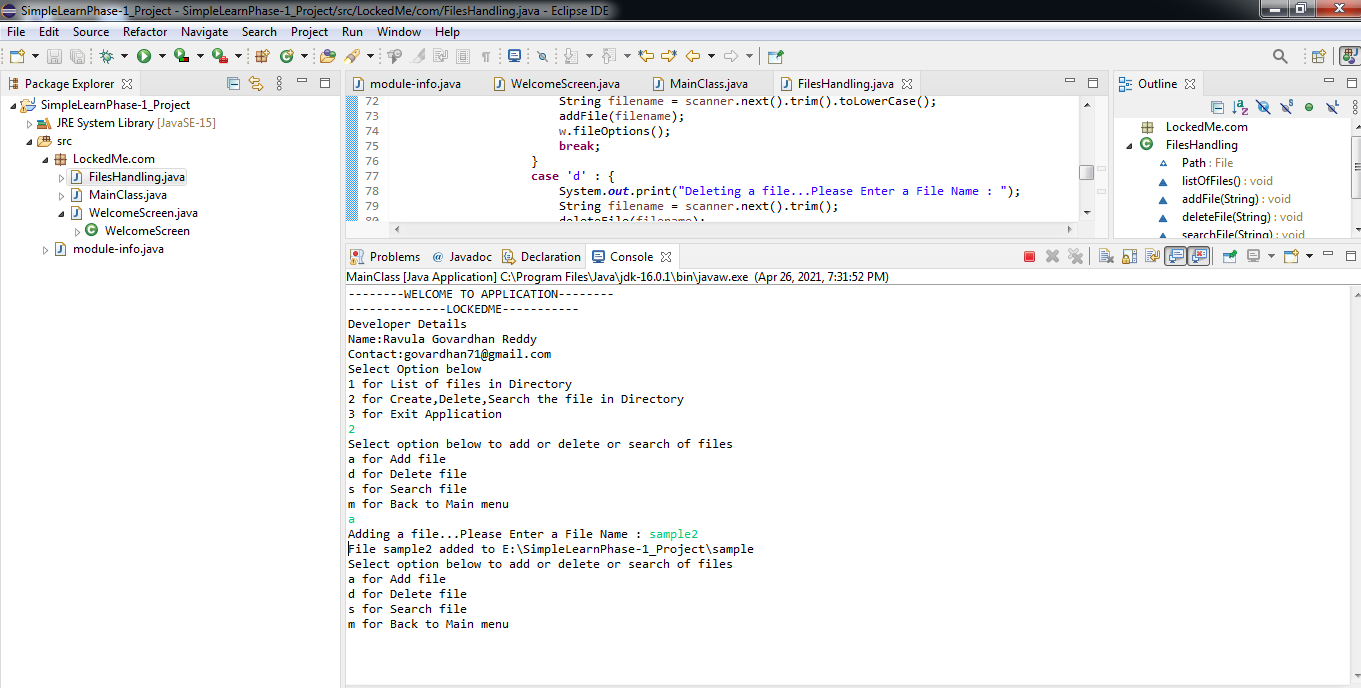 SimpleLearnPhase-1_Project - SimpleLearnPhase-1_Project/src/LockedMe/com/FilesHandling.java - Eclipse IDE
File Edit Source Refactor Navigate Search Project Run Window Help
Package Explorer
SimpleLearnPhase-1_Project
JRE System Library [JavaSE-15]
src
LockedMe.com
FilesHandling.java
MainClass.java
WelcomeScreen.java
WelcomeScreen
module-info.java
module-info.java WelcomeScreen.java MainClass.java FilesHandling.java
72 String filename = scanner.next().trim().toLowerCase();
73 addFile(filename);
74 w.fileOptions();
75 break;
76 }
77 case 'd' : {
78 System.out.print("Deleting a file...Please Enter a File Name : ");
79 String filename = scanner.next().trim();
80 deleteFile(filename);
Outline
LockedMe.com
FilesHandling
Path : File
listOfFiles() : void
addFile(String) : void
deleteFile(String) : void
searchFile(String) : void
Problems @ Javadoc Declaration Console
MainClass [Java Application] C:\Program Files\Java\jdk-16.0.1\bin\javaw.exe (Apr 26, 2021, 7:31:52 PM)
--------WELCOME TO APPLICATION--------
--------------LOCKEDME-----------
Developer Details
Name:Ravula Govardhan Reddy
Contact:govardhan71@gmail.com
Select Option below
1 for List of files in Directory
2 for Create,Delete,Search the file in Directory
3 for Exit Application
2
Select option below to add or delete or search of files
a for Add file
d for Delete file
s for Search file
m for Back to Main menu
a
Adding a file...Please Enter a File Name : sample2
File sample2 added to E:\SimpleLearnPhase-1_Project\sample
Select option below to add or delete or search of files
a for Add file
d for Delete file
s for Search file
m for Back to Main menu